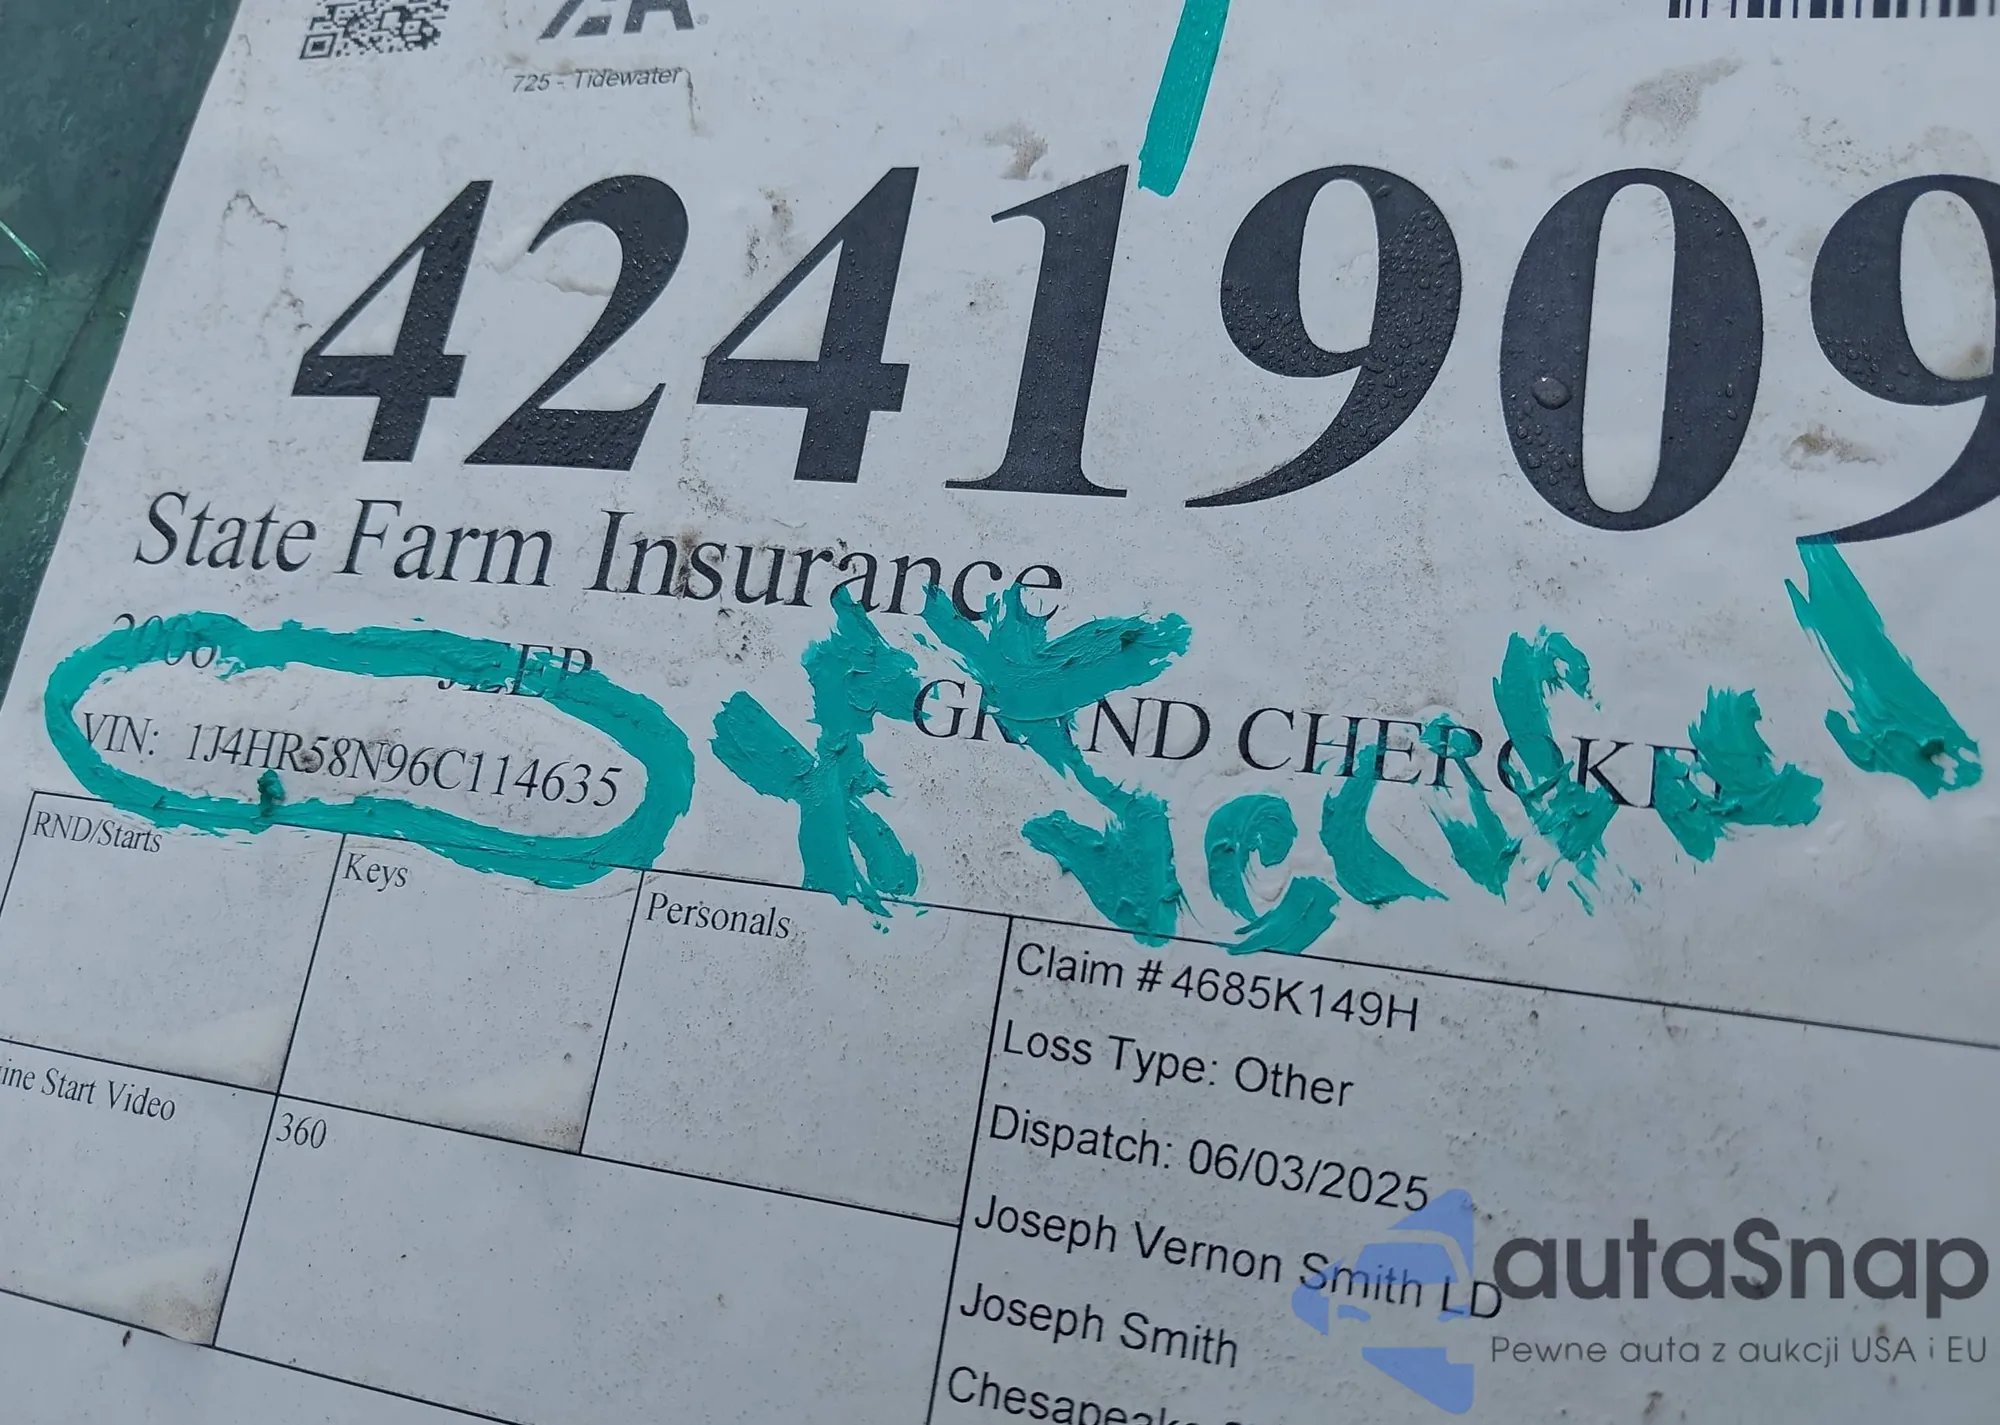 725 - Tidewater
4241909
State Farm Insurance
2006 JEEP GRAND CHEROKEE
VIN: 1J4HR58N96C114635
RND/Starts
Keys
Personals
Start Video
360
Claim # 4685K149H
Loss Type: Other
Dispatch: 06/03/2025
Joseph Vernon Smith LD
Joseph Smith
autaSnap
Pewne auta z aukcji USA i EU